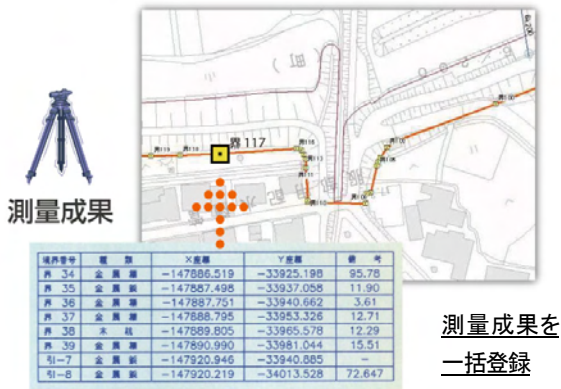 界117
測量成果
境界番号 種 類 X座標 Y座標 備 考
界 34 金 属 鋲 -147886.519 -33925.198 95.78
界 35 金 属 鋲 -147887.498 -33937.058 11.90
界 36 金 属 鋲 -147887.751 -33940.662 3.61
界 37 金 属 鋲 -147888.795 -33953.326 12.71
界 38 木 杭 -147889.805 -33965.578 12.29
界 39 金 属 鋲 -147890.990 -33981.044 15.51
引-7 金 属 鋲 -147920.946 -33940.885 -
引-8 金 属 鋲 -147920.219 -34013.528 72.647
測量成果を
一括登録